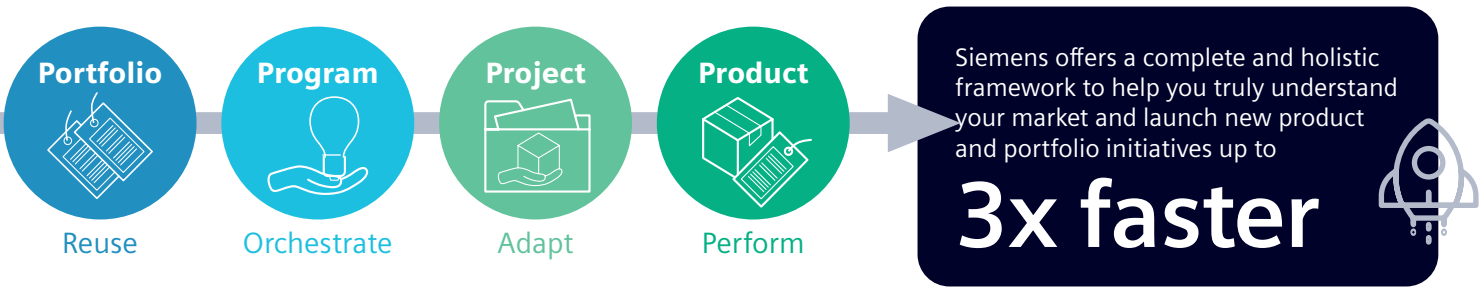 Portfolio
Program
Project
Product
Reuse
Orchestrate
Adapt
Perform
Siemens offers a complete and holistic
framework to help you truly understand
your market and launch new product
and portfolio initiatives up to
3x faster